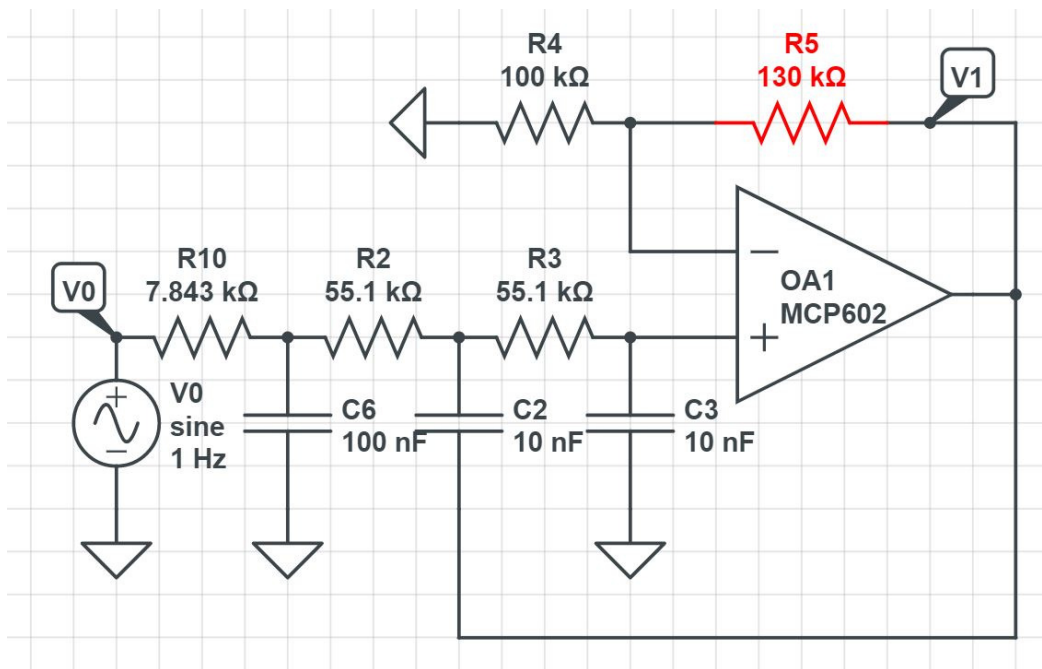 R4
100 kΩ
R5
130 kΩ
V1
R10
7.843 kΩ
R2
55.1 kΩ
R3
55.1 kΩ
V0
−
+
OA1
MCP602
+
−
V0
sine
1 Hz
C6
100 nF
C2
10 nF
C3
10 nF